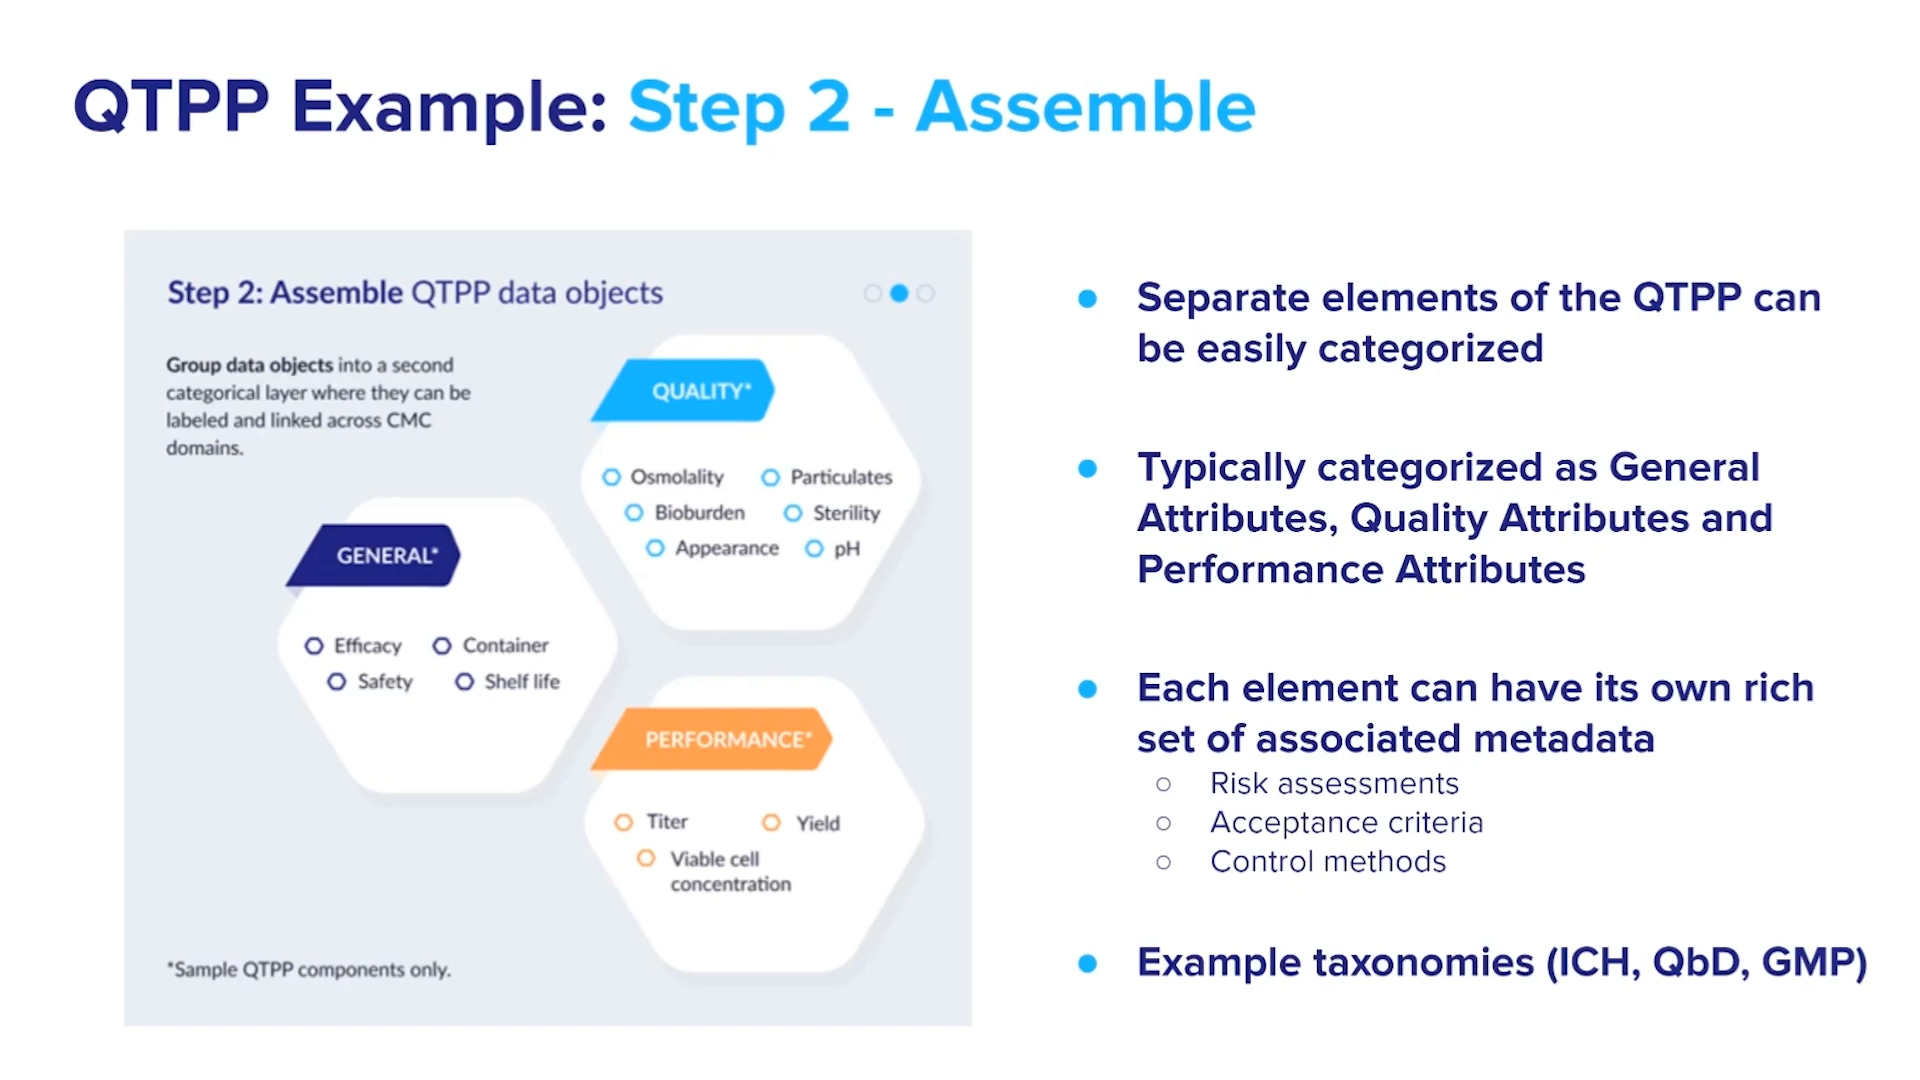 QTPP Example: Step 2 - Assemble
Step 2: Assemble QTPP data objects
Group data objects into a second
categorical layer where they can be
labeled and linked across CMC
domains.
QUALITY*
Osmolality
Particulates
Bioburden
Sterility
Appearance
pH
GENERAL*
Efficacy
Container
Safety
Shelf life
PERFORMANCE*
Titer
Yield
Viable cell
concentration
*Sample QTPP components only.
Separate elements of the QTPP can
be easily categorized
Typically categorized as General
Attributes, Quality Attributes and
Performance Attributes
Each element can have its own rich
set of associated metadata
Risk assessments
Acceptance criteria
Control methods
Example taxonomies (ICH, QbD, GMP)